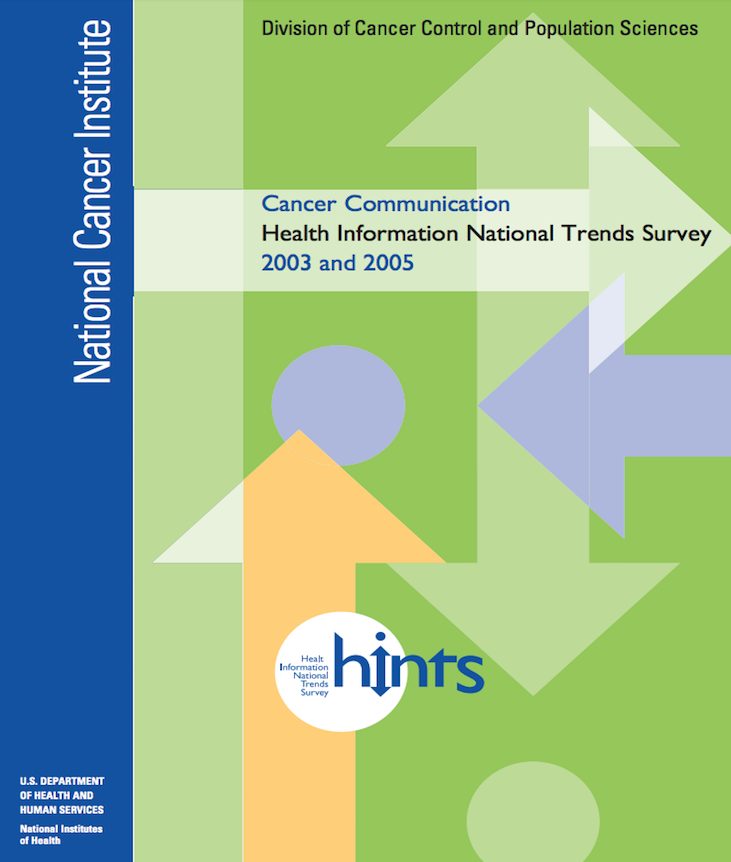 National Cancer Institute
Division of Cancer Control and Population Sciences
Cancer Communication
Health Information National Trends Survey
2003 and 2005
Healt
Information
National
Trends
Survey
hints
U.S. DEPARTMENT
OF HEALTH AND
HUMAN SERVICES
National Institutes
of Health